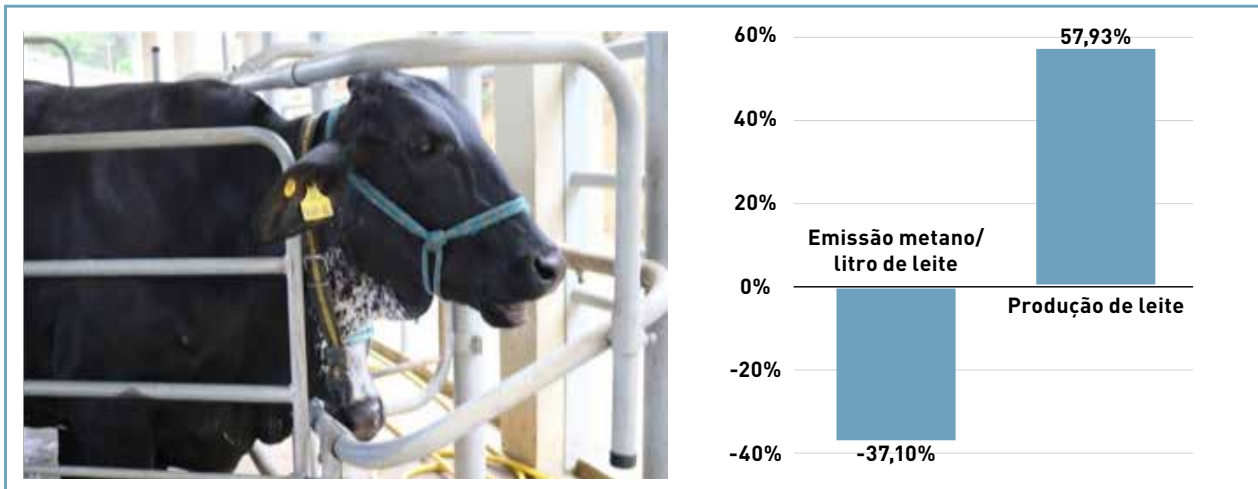 60%
57,93%
40%
20%
Emissão metano/
litro de leite
0%
Produção de leite
-20%
-40%
-37,10%